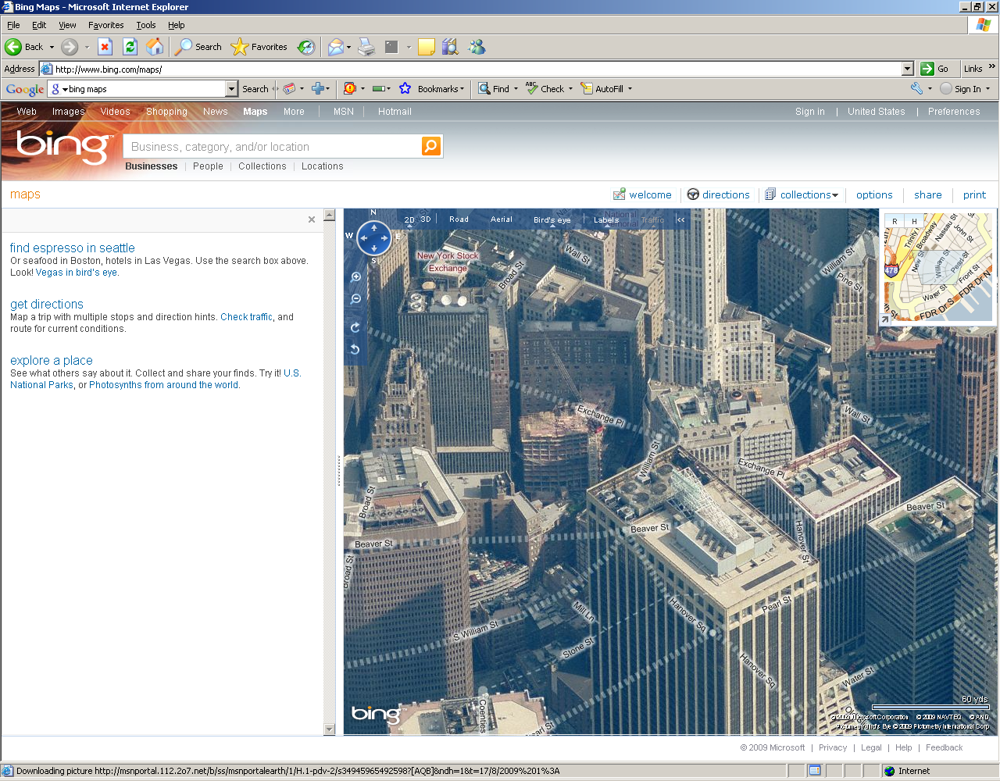 Bing Maps - Microsoft Internet Explorer
File Edit View Favorites Tools Help
Back Search Favorites
Address http://www.bing.com/maps/ Go Links »
Google g bing maps Search Bookmarks Find Check AutoFill Sign In
Web Images Videos Shopping News Maps More | MSN | Hotmail Sign in | United States | Preferences
bing™ Business, category, and/or location
Businesses | People | Collections | Locations
maps welcome directions collections options share print
find espresso in seattle
Or seafood in Boston, hotels in Las Vegas. Use the search box above.
Look! Vegas in bird's eye.
get directions
Map a trip with multiple stops and direction hints. Check traffic, and
route for current conditions.
explore a place
See what others say about it. Collect and share your finds. Try it! U.S.
National Parks, or Photosynths from around the world.
N
W E
S
2D 3D Road Aerial Bird's eye Labels Traffic <<
National
Memorial
New York Stock
Exchange
Wall St
Broad St
William St
Pine St
R H
Trinity
Broadway
Nassau
John St
New St
William St
Pearl St
478
Front St
Water St
FDR Dr S
FDR Dr N
Exchange Pl
Wall St
William St
Exchange Pl
Broad St
Beaver St
Beaver St
Beaver St
Hanover St
Broad St
Mill Ln
Hanover Sq
Pearl St
S William St
Stone St
Hanover Sq
Water St
Coenties
Pearl St
bing™
60 yds
© 2009 Microsoft Corporation © 2009 NAVTEQ © AND
Pictometry Bird's Eye © 2009 Pictometry International Corp
© 2009 Microsoft | Privacy | Legal | Help | Feedback
Downloading picture http://msnportal.112.2o7.net/b/ss/msnportalearth/1/H.1-pdv-2/s34945965492598?[AQB]&ndh=1&t=17/8/2009%201%3A Internet